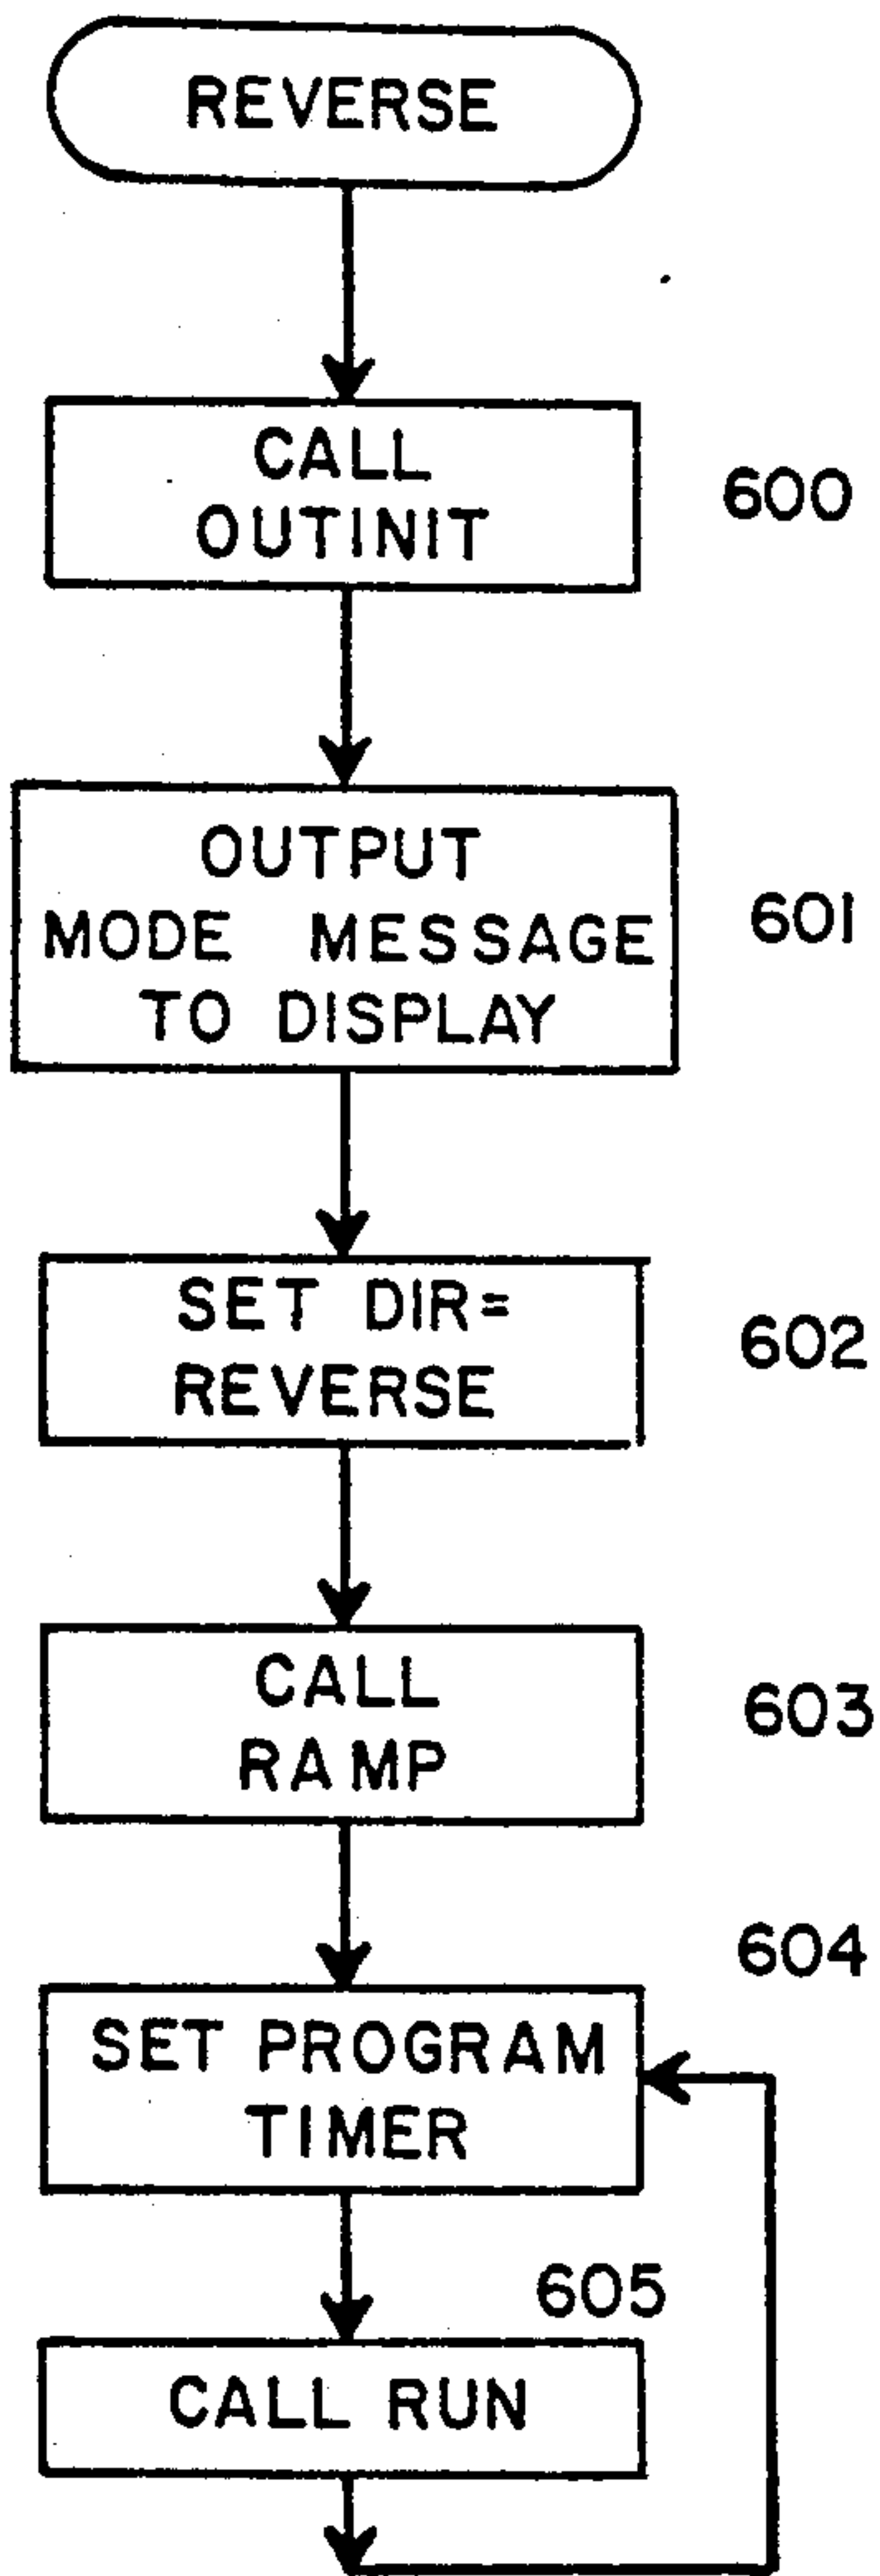 REVERSE
CALL
OUTINIT
600
OUTPUT
MODE MESSAGE
TO DISPLAY
601
SET DIR=
REVERSE
602
CALL
RAMP
603
604
SET PROGRAM
TIMER
605
CALL RUN